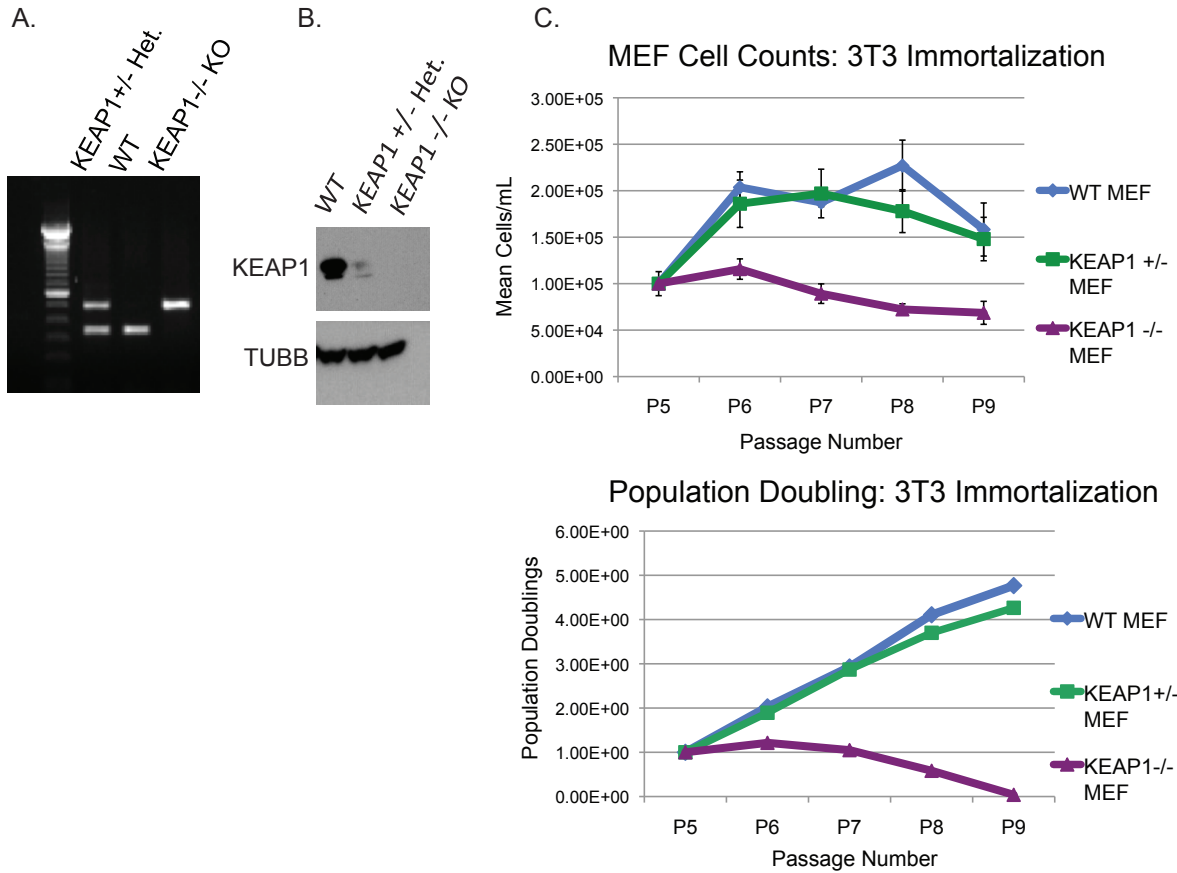 A.
KEAP1+/- Het.
WT
KEAP1-/- KO
B.
WT
KEAP1 +/- Het.
KEAP1 -/- KO
KEAP1
TUBB
C.
MEF Cell Counts: 3T3 Immortalization
Mean Cells/mL
3.00E+05
2.50E+05
2.00E+05
1.50E+05
1.00E+05
5.00E+04
0.00E+00
P5 P6 P7 P8 P9
Passage Number
WT MEF
KEAP1 +/-
MEF
KEAP1 -/-
MEF
Population Doubling: 3T3 Immortalization
Population Doublings
6.00E+00
5.00E+00
4.00E+00
3.00E+00
2.00E+00
1.00E+00
0.00E+00
P5 P6 P7 P8 P9
Passage Number
WT MEF
KEAP1+/-
MEF
KEAP1-/-
MEF